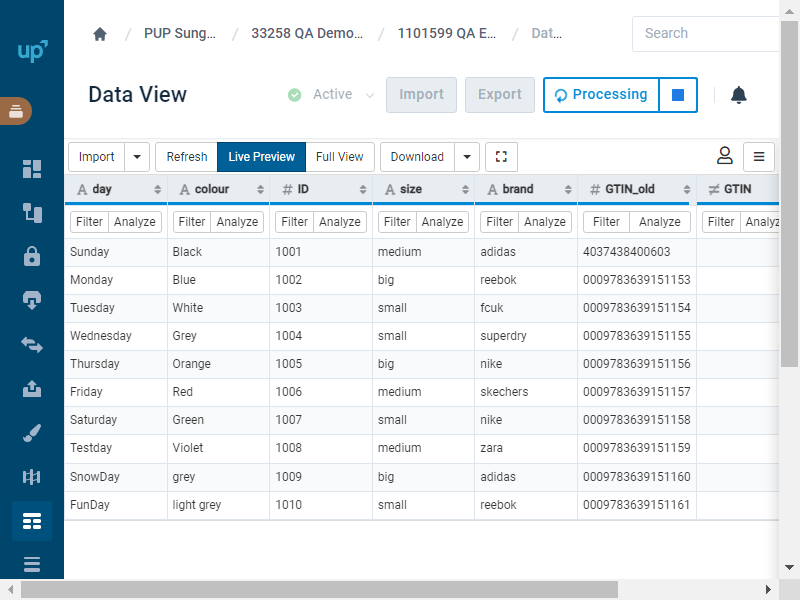 up
PUP Sung... / 33258 QA Demo... / 1101599 QA E... / Dat...
Search
Data View
Active
Import
Export
Processing
Import
Refresh
Live Preview
Full View
Download
A day A colour # ID A size A brand # GTIN_old ≠ GTIN
Filter Analyze Filter Analyze Filter Analyze Filter Analyze Filter Analyze Filter Analyze Filter Analyz
Sunday Black 1001 medium adidas 4037438400603
Monday Blue 1002 big reebok 0009783639151153
Tuesday White 1003 small fcuk 0009783639151154
Wednesday Grey 1004 small superdry 0009783639151155
Thursday Orange 1005 big nike 0009783639151156
Friday Red 1006 medium skechers 0009783639151157
Saturday Green 1007 small nike 0009783639151158
Testday Violet 1008 medium zara 0009783639151159
SnowDay grey 1009 big adidas 0009783639151160
FunDay light grey 1010 small reebok 0009783639151161